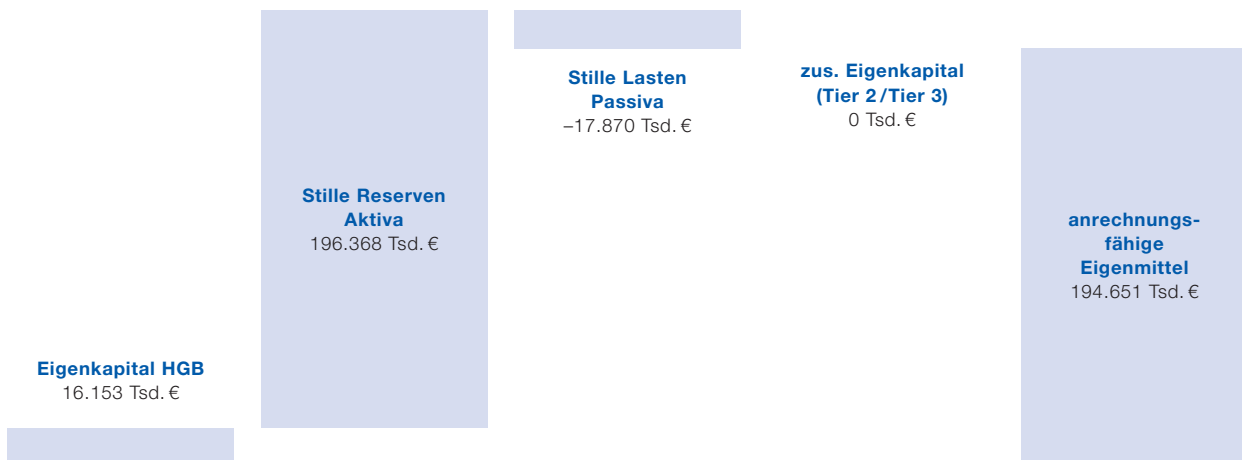 Eigenkapital HGB
16.153 Tsd. €
Stille Reserven
Aktiva
196.368 Tsd. €
Stille Lasten
Passiva
–17.870 Tsd. €
zus. Eigenkapital
(Tier 2/Tier 3)
0 Tsd. €
anrechnungs-
fähige
Eigenmittel
194.651 Tsd. €